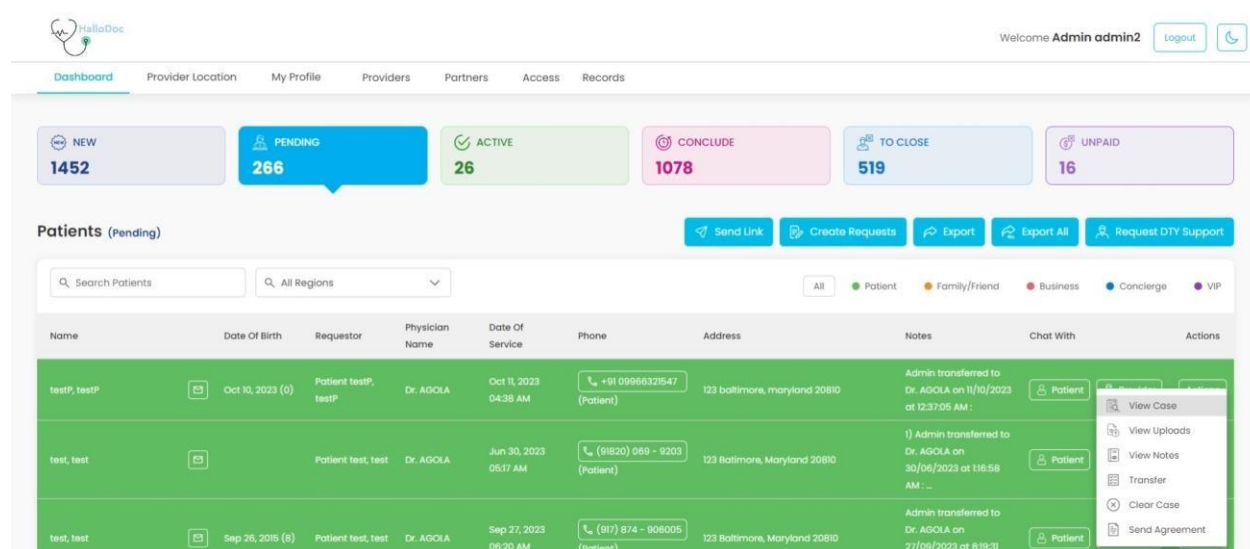 HalloDoc
Welcome Admin admin2
Logout
Dashboard Provider Location My Profile Providers Partners Access Records
NEW
1452
PENDING
266
ACTIVE
26
CONCLUDE
1078
TO CLOSE
519
UNPAID
16
Patients (Pending)
Send Link Create Requests Export Export All Request DTY Support
Search Patients
All Regions
All Patient Family/Friend Business Concierge VIP
Name Date Of Birth Requestor Physician Name Date Of Service Phone Address Notes Chat With Actions
testP, testP
Oct 10, 2023 (0)
Patient testP,
testP
Dr. AGOLA
Oct 11, 2023
04:38 AM
+91 09966321547
(Patient)
123 baltimore, maryland 20810
Admin transferred to
Dr. AGOLA on 11/10/2023
at 12:37:05 AM :
Patient
test, test
Patient test, test
Dr. AGOLA
Jun 30, 2023
05:17 AM
(91820) 069 - 9203
(Patient)
123 Batimore, Maryland 20810
1) Admin transferred to
Dr. AGOLA on
30/06/2023 at 1:16:58
AM : ...
Patient
test, test
Sep 26, 2015 (8)
Patient test, test
Dr. AGOLA
Sep 27, 2023
06:20 AM
(917) 874 - 906005
(Patient)
123 Baltimore, Maryland 20810
Admin transferred to
Dr. AGOLA on
27/09/2023 at 6:19:31
Patient
View Case
View Uploads
View Notes
Transfer
Clear Case
Send Agreement